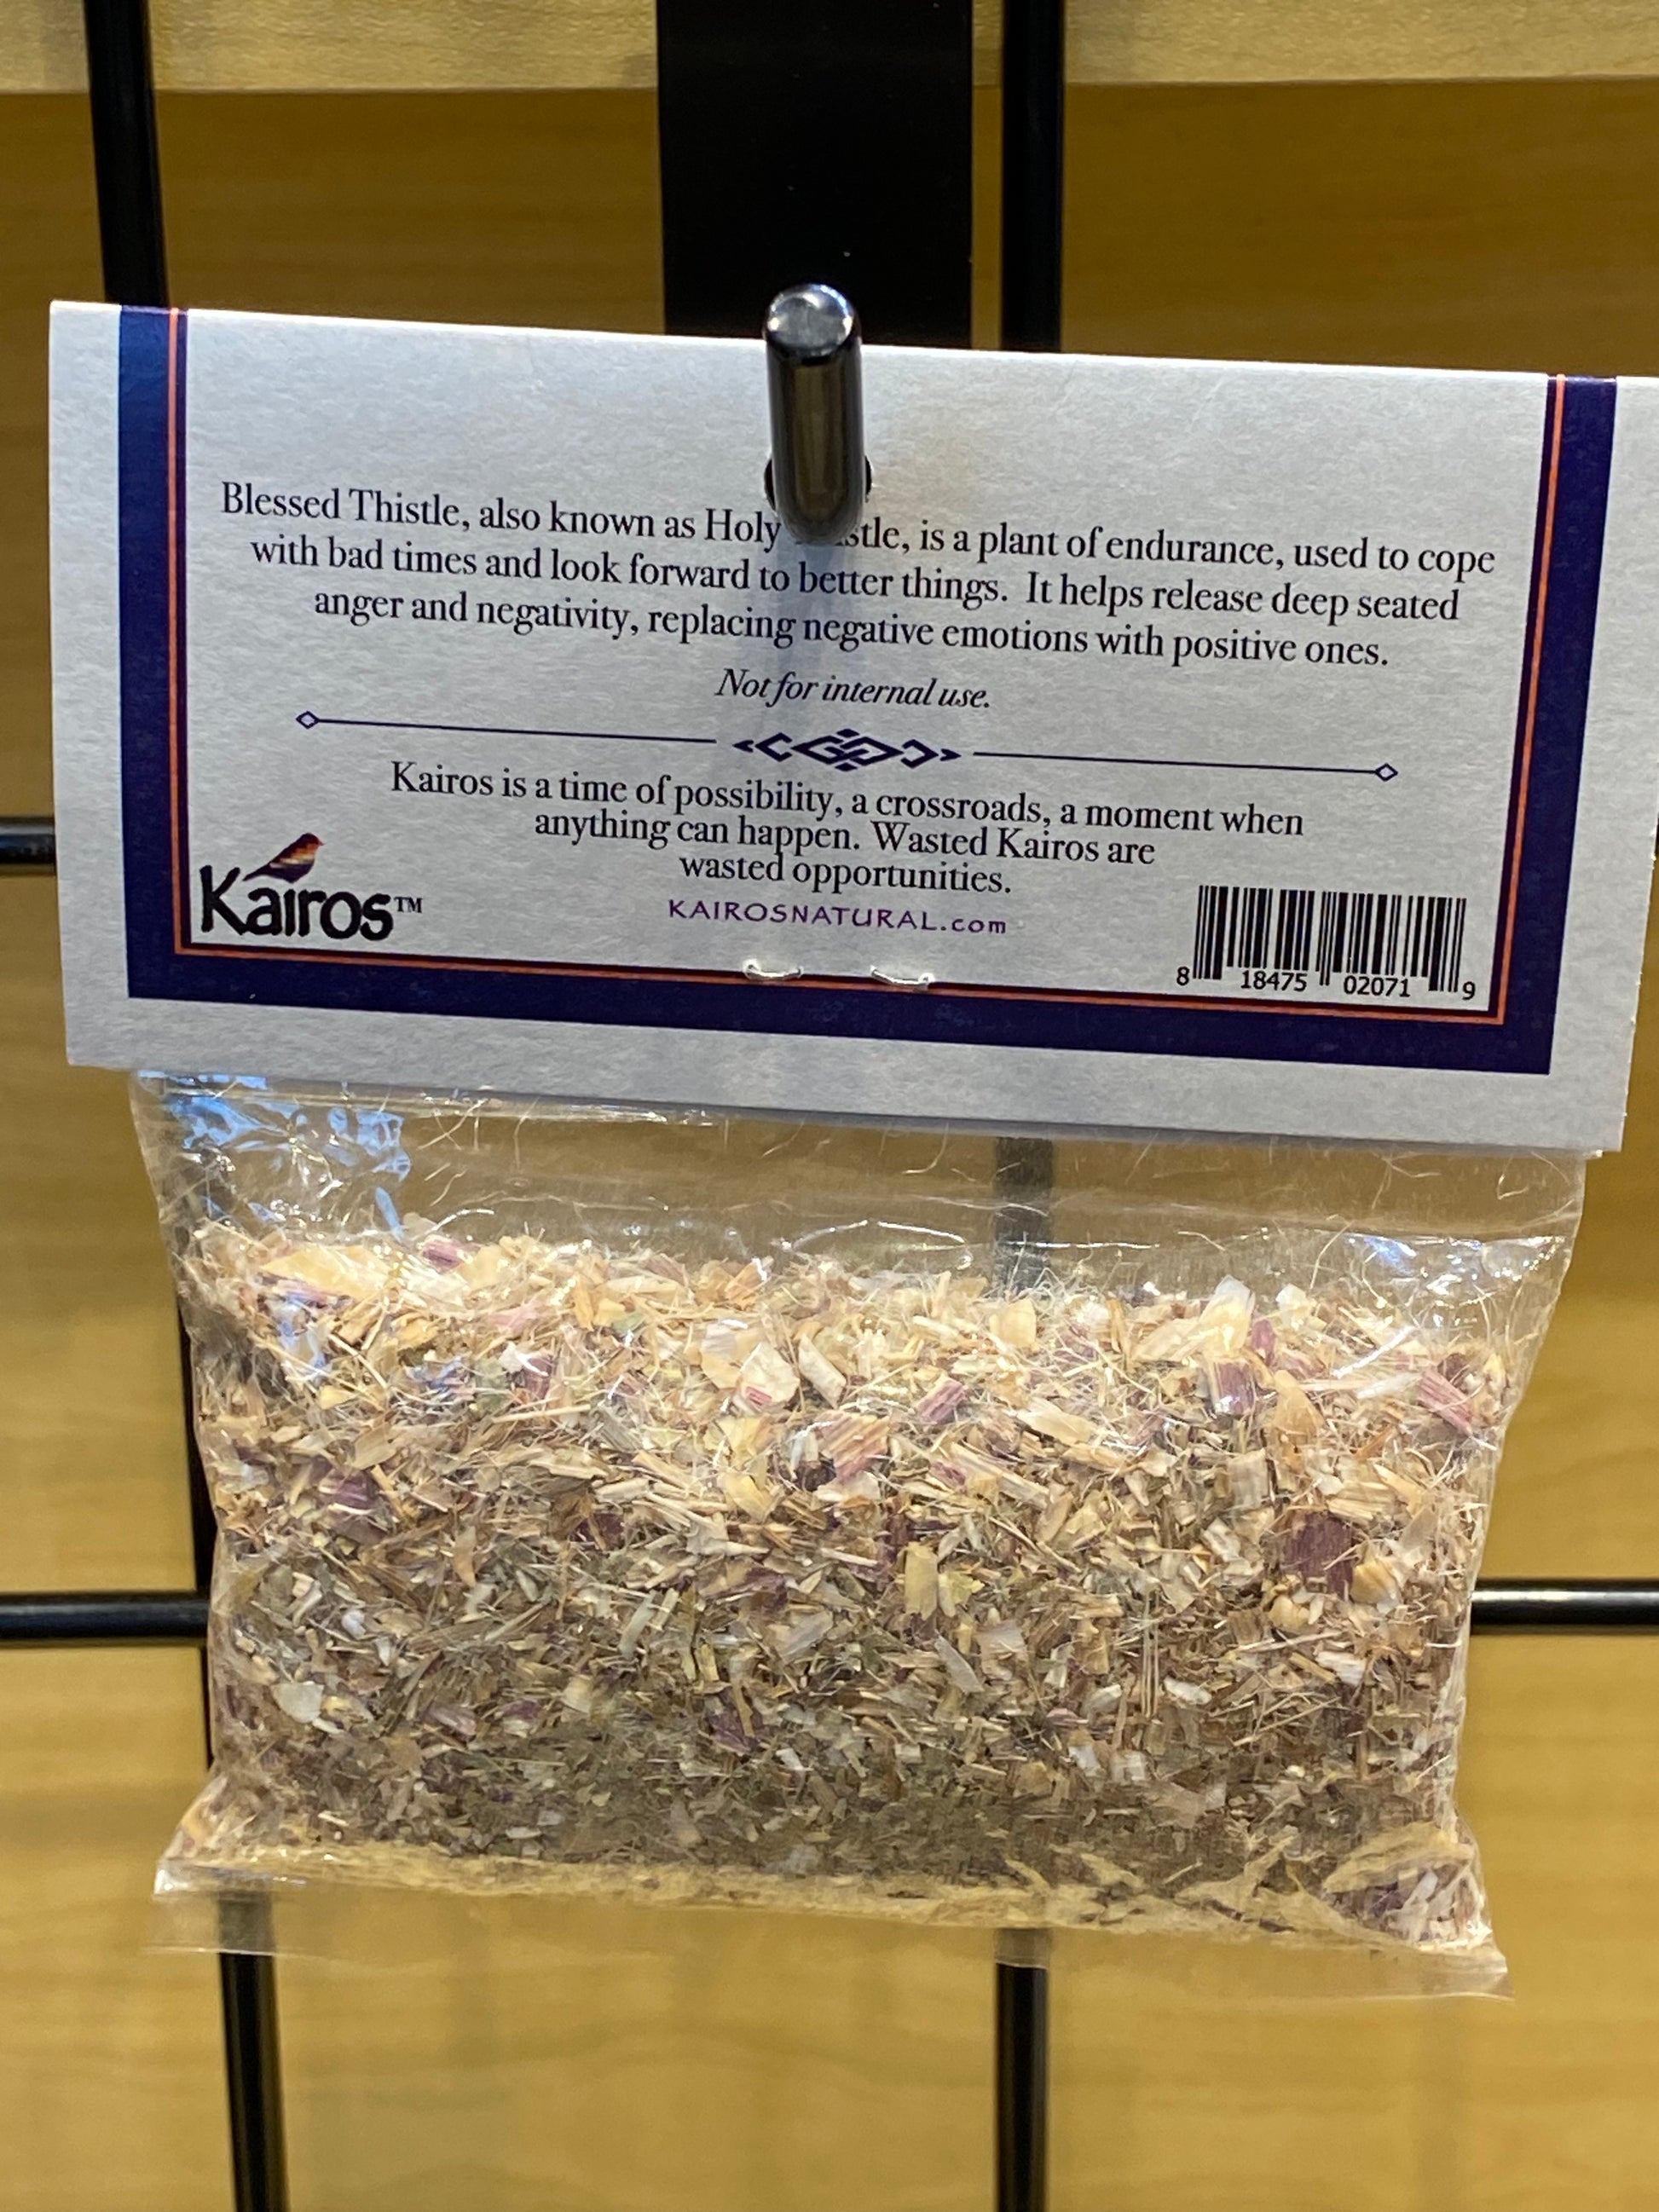 Blessed Thistle, also known as Holy stle, is a plant of endurance, used to cope
with bad times and look forward to better things. It helps release deep seated
anger and negativity, replacing negative emotions with positive ones.
Not for internal use.
Kairos is a time of possibility, a crossroads, a moment when
anything can happen. Wasted Kairos are
wasted opportunities.
Kairos™
KAIROSNATURAL.com
8 18475 02071 9